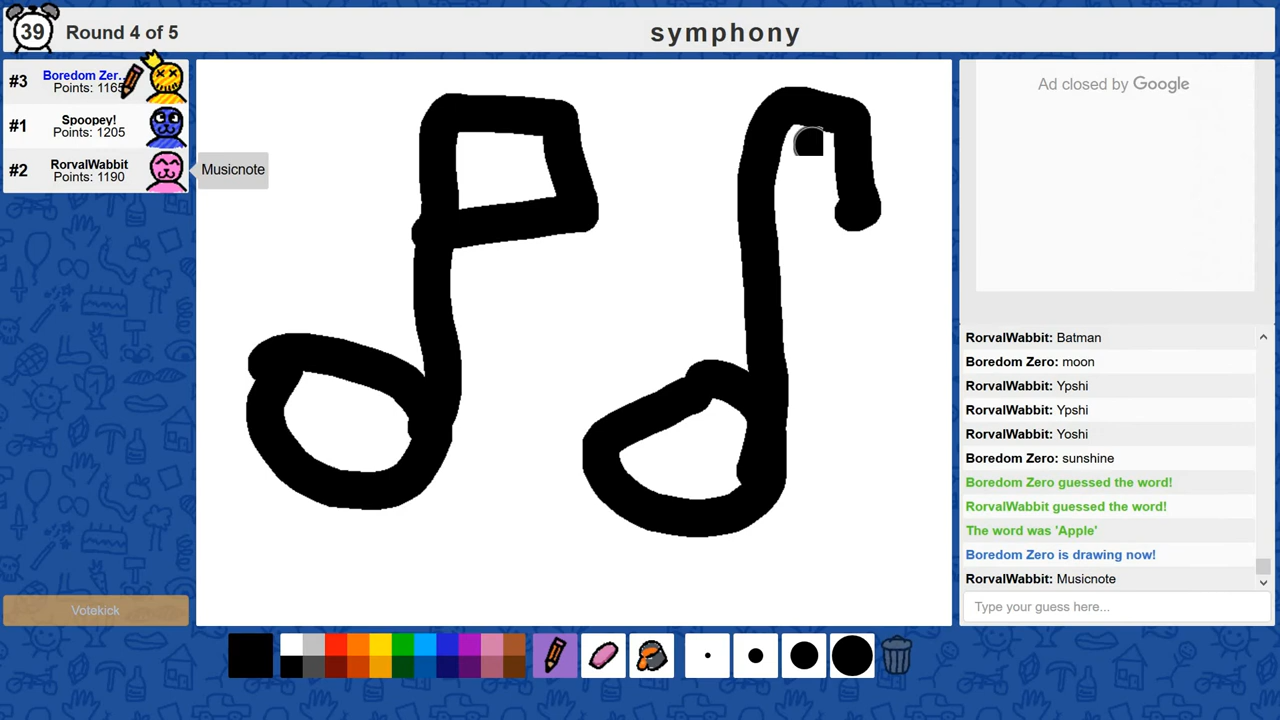 39
Round 4 of 5
symphony
#3
Boredom Zer...
Points: 1165
#1
Spoopey!
Points: 1205
#2
RorvalWabbit
Points: 1190
Musicnote
Votekick
Ad closed by Google
RorvalWabbit: Batman
Boredom Zero: moon
RorvalWabbit: Ypshi
RorvalWabbit: Ypshi
RorvalWabbit: Yoshi
Boredom Zero: sunshine
Boredom Zero guessed the word!
RorvalWabbit guessed the word!
The word was 'Apple'
Boredom Zero is drawing now!
RorvalWabbit: Musicnote
Type your guess here...